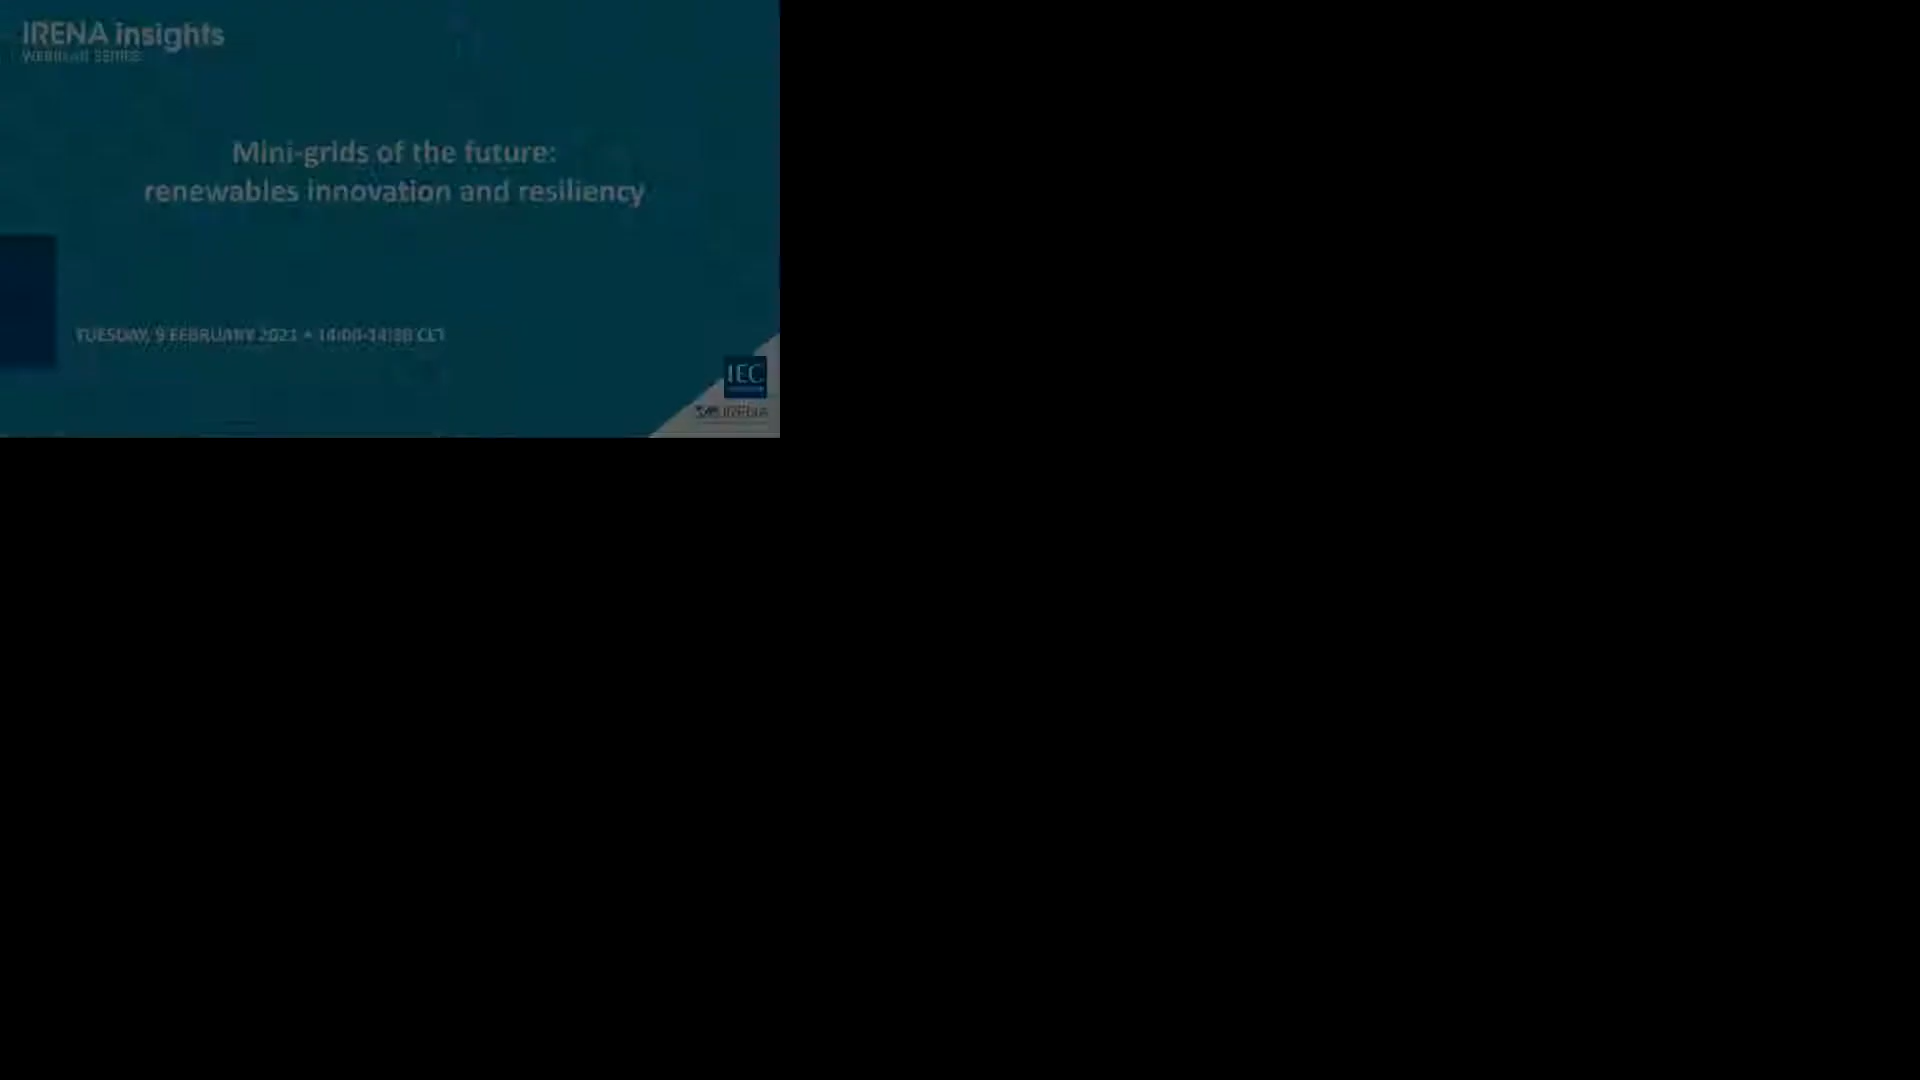 IRENA insights
WEBINAR SERIES
Mini-grids of the future:
renewables innovation and resiliency
TUESDAY, 9 FEBRUARY 2021 • 14:00-14:30 CET
IEC
IRENA